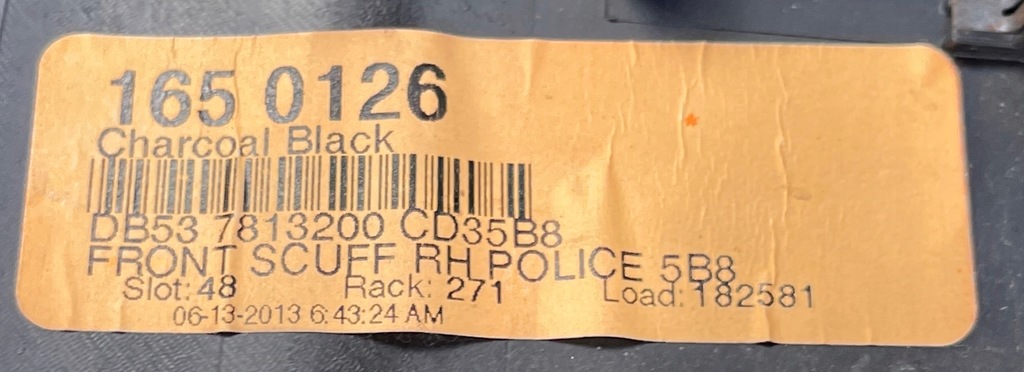 165 0126
Charcoal Black
DB53 7813200 CD35B8
FRONT SCUFF RH POLICE 5B8
Slot: 48 Rack: 271 Load: 182581
06-13-2013 6:43:24 AM